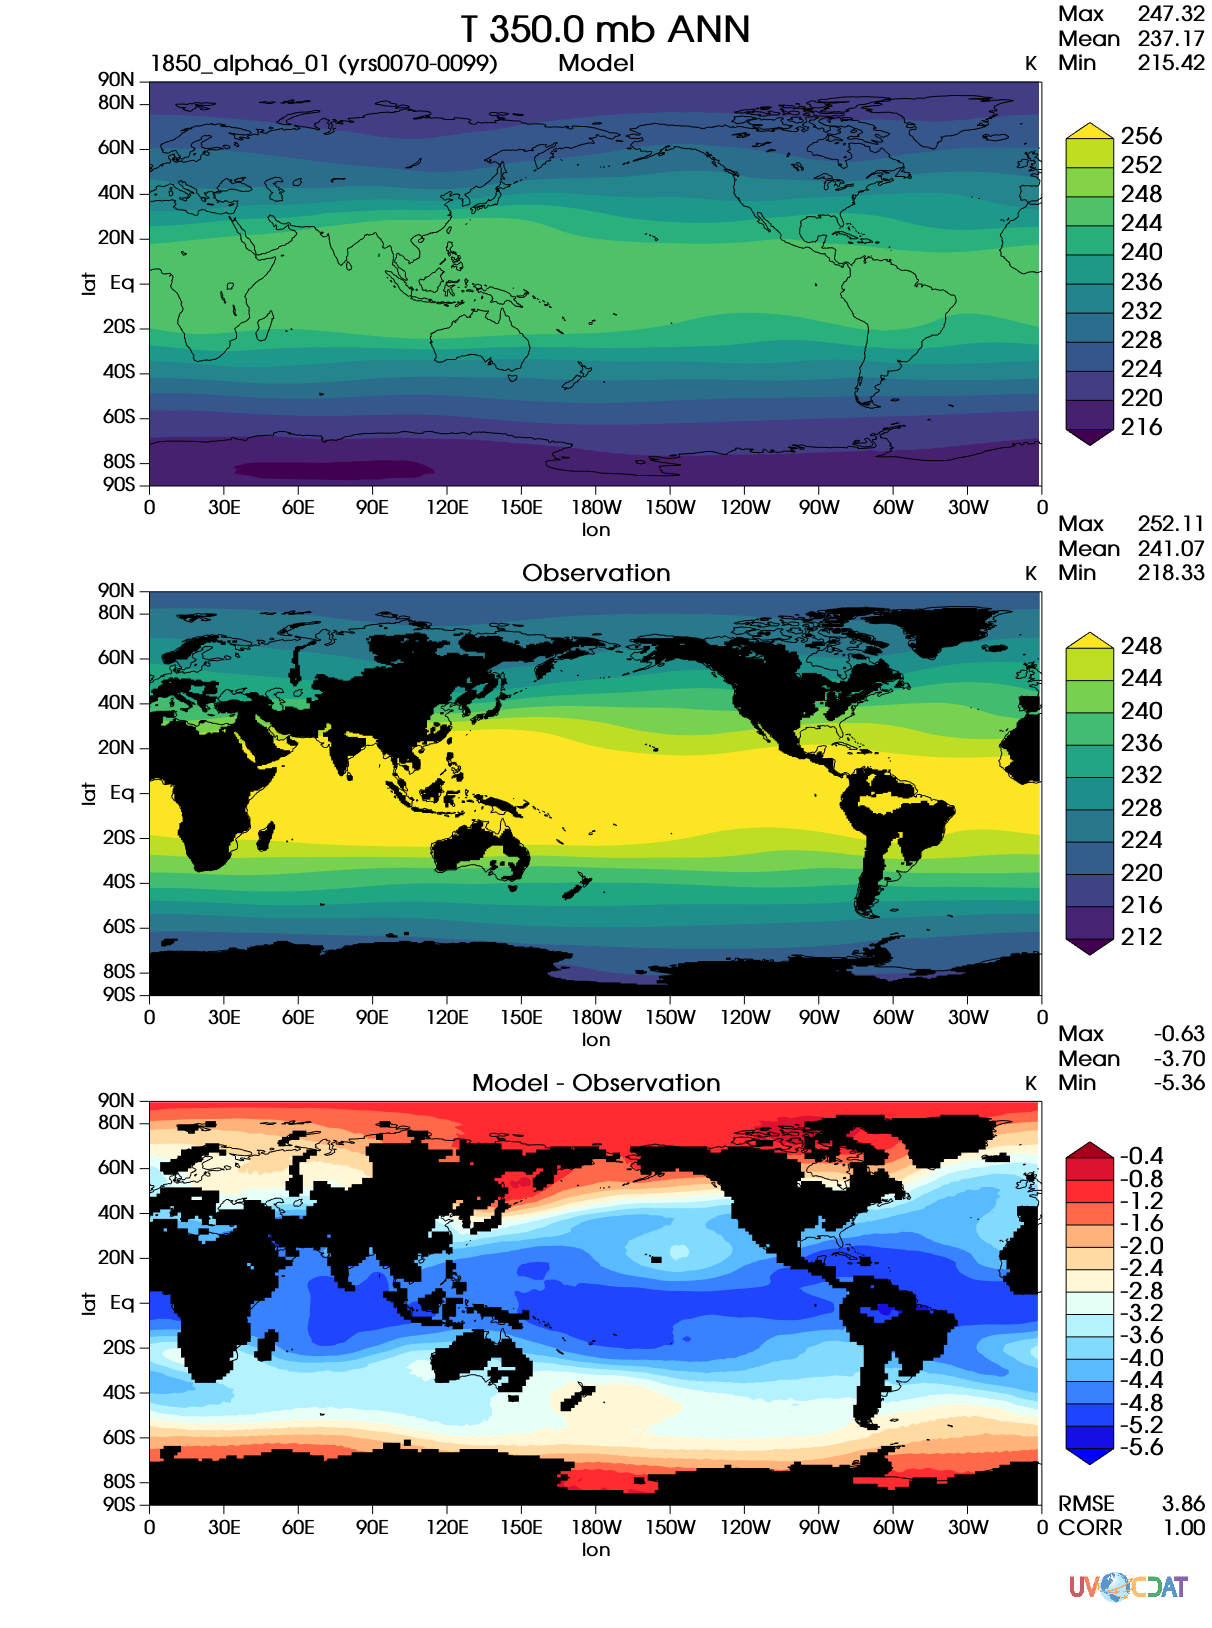 T 350.0 mb ANN
1850_alpha6_01 (yrs0070-0099) Model K
Max 247.32
Mean 237.17
Min 215.42
90N
80N
60N
40N
20N
Eq
20S
40S
60S
80S
90S
lat
0 30E 60E 90E 120E 150E 180W 150W 120W 90W 60W 30W 0
lon
256
252
248
244
240
236
232
228
224
220
216
Observation K
Max 252.11
Mean 241.07
Min 218.33
90N
80N
60N
40N
20N
Eq
20S
40S
60S
80S
90S
lat
0 30E 60E 90E 120E 150E 180W 150W 120W 90W 60W 30W 0
lon
248
244
240
236
232
228
224
220
216
212
Model - Observation K
Max -0.63
Mean -3.70
Min -5.36
90N
80N
60N
40N
20N
Eq
20S
40S
60S
80S
90S
lat
0 30E 60E 90E 120E 150E 180W 150W 120W 90W 60W 30W 0
lon
-0.4
-0.8
-1.2
-1.6
-2.0
-2.4
-2.8
-3.2
-3.6
-4.0
-4.4
-4.8
-5.2
-5.6
RMSE 3.86
CORR 1.00
UV CDAT